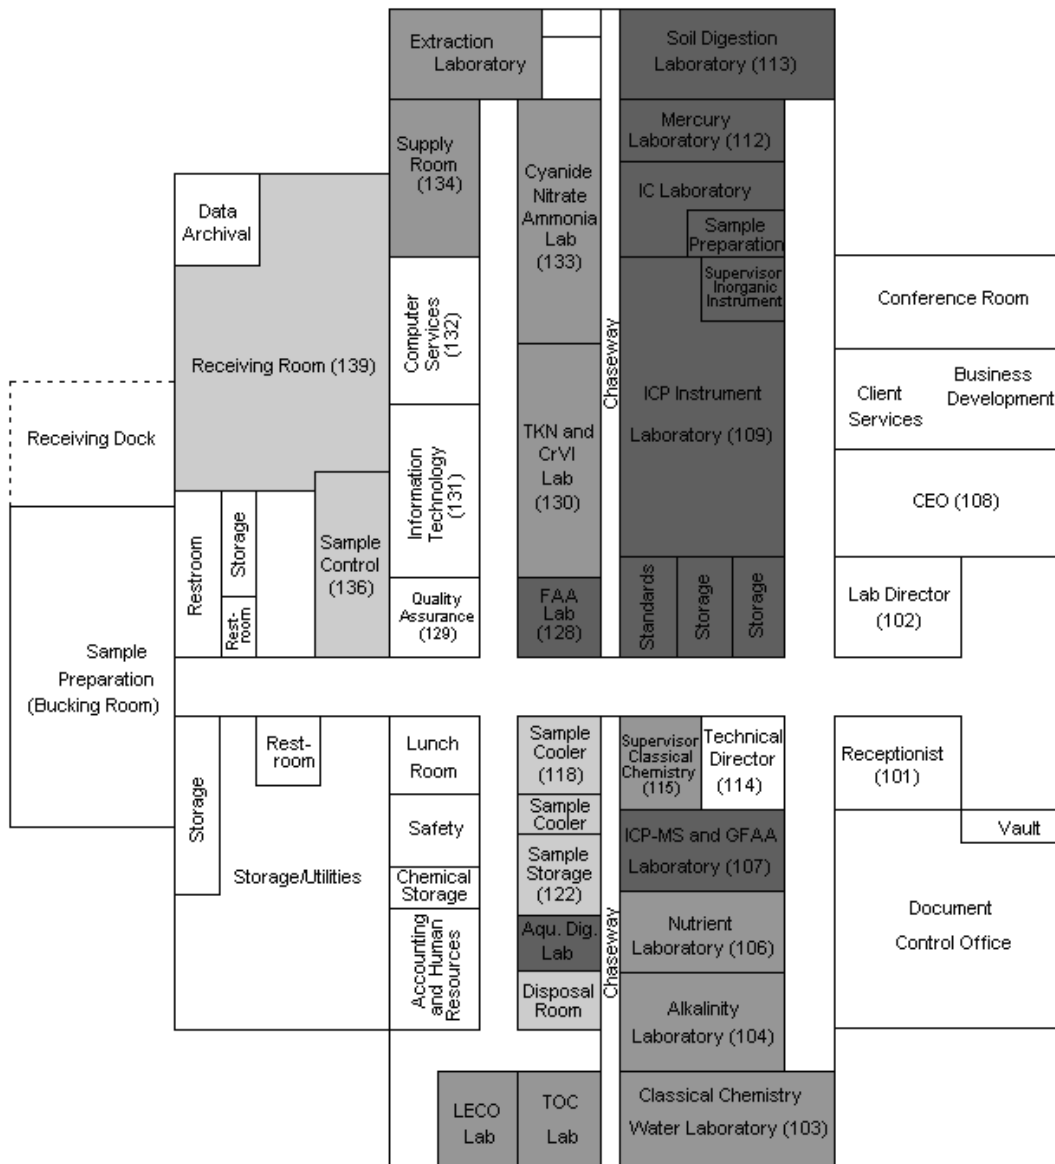 Extraction
Laboratory
Soil Digestion
Laboratory (113)
Supply
Room
(134)
Cyanide
Nitrate
Ammonia
Lab
(133)
Mercury
Laboratory (112)
IC Laboratory
Sample
Preparation
Data
Archival
Supervisor
Inorganic
Instrument
Conference Room
Computer
Services
(132)
Chaseway
Receiving Room (139)
Client
Services
Business
Development
ICP Instrument
Laboratory (109)
Receiving Dock
Information
Technology
(131)
TKN and
CrVI
Lab
(130)
CEO (108)
Restroom
Storage
Rest-
room
Sample
Control
(136)
Quality
Assurance
(129)
FAA
Lab
(128)
Standards
Storage
Storage
Lab Director
(102)
Sample
Preparation
(Bucking Room)
Storage
Rest-
room
Lunch
Room
Sample
Cooler
(118)
Supervisor
Classical
Chemistry
(115)
Technical
Director
(114)
Receptionist
(101)
Safety
Sample
Cooler
ICP-MS and GFAA
Laboratory (107)
Vault
Storage/Utilities
Chemical
Storage
Sample
Storage
(122)
Accounting
and Human
Resources
Aqu. Dig.
Lab
Chaseway
Nutrient
Laboratory (106)
Document
Control Office
Disposal
Room
Alkalinity
Laboratory (104)
LECO
Lab
TOC
Lab
Classical Chemistry
Water Laboratory (103)